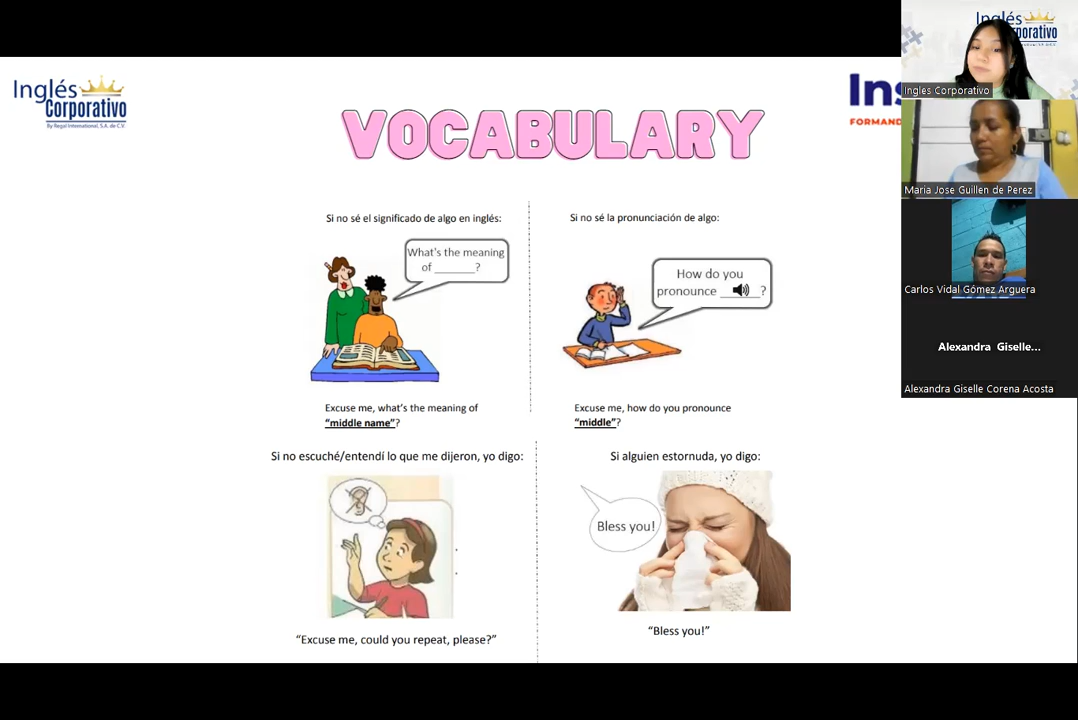 Inglés
Corporativo
By Regal International, S.A. de C.V.
FORMAND
VOCABULARY
Si no sé el significado de algo en inglés:
What's the meaning
of ______?
Excuse me, what's the meaning of
"middle name"?
Si no sé la pronunciación de algo:
How do you
pronounce ______?
Excuse me, how do you pronounce
"middle"?
Si no escuché/entendí lo que me dijeron, yo digo:
"Excuse me, could you repeat, please?"
Si alguien estornuda, yo digo:
Bless you!
"Bless you!"
Inglés
Ingles Corporativo
Maria Jose Guillen de Perez
Carlos Vidal Gómez Arguera
Alexandra Giselle...
Alexandra Giselle Corena Acosta